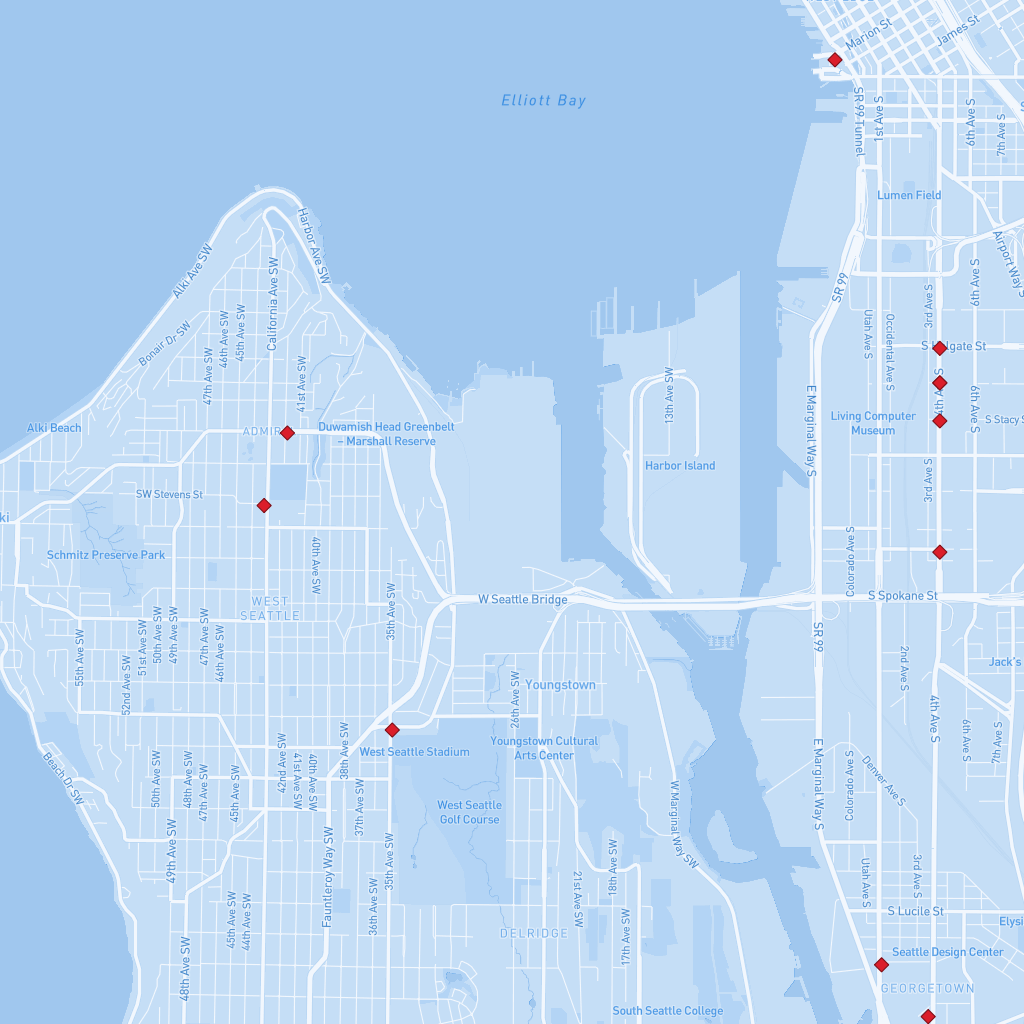 Marion St
James St
Elliott Bay
SR 99 Tunnel
1st Ave S
6th Ave S
7th Ave S
Lumen Field
Harbor Ave SW
Alki Ave SW
Airport Way S
California Ave SW
SR 99
6th Ave S
3rd Ave S
46th Ave SW
45th Ave SW
Utah Ave S
Occidental Ave S
Bonair Dr SW
47th Ave SW
41st Ave SW
13th Ave SW
E Marginal Way S
4th Ave S
6th Ave S
Living Computer
Museum
S Stacy S
Alki Beach
Duwamish Head Greenbelt
– Marshall Reserve
Harbor Island
3rd Ave S
SW Stevens St
ki
Schmitz Preserve Park
40th Ave SW
Colorado Ave S
WEST
SEATTLE
35th Ave SW
W Seattle Bridge
S Spokane St
50th Ave SW
49th Ave SW
51st Ave SW
47th Ave SW
46th Ave SW
55th Ave SW
52nd Ave SW
SR 99
2nd Ave S
Jack's
Youngstown
26th Ave SW
4th Ave S
6th Ave S
7th Ave S
38th Ave SW
West Seattle Stadium
Youngstown Cultural
Arts Center
Beach Dr SW
50th Ave SW
48th Ave SW
47th Ave SW
45th Ave SW
42nd Ave SW
41st Ave SW
40th Ave SW
37th Ave SW
E Marginal Way S
Colorado Ave S
Denver Ave S
West Seattle
Golf Course
W Marginal Way SW
49th Ave SW
Fauntleroy Way SW
35th Ave SW
18th Ave SW
21st Ave SW
3rd Ave S
Utah Ave S
45th Ave SW
44th Ave SW
36th Ave SW
17th Ave SW
S Lucile St
Elysi
DELRIDGE
48th Ave SW
Seattle Design Center
GEORGETOWN
South Seattle College